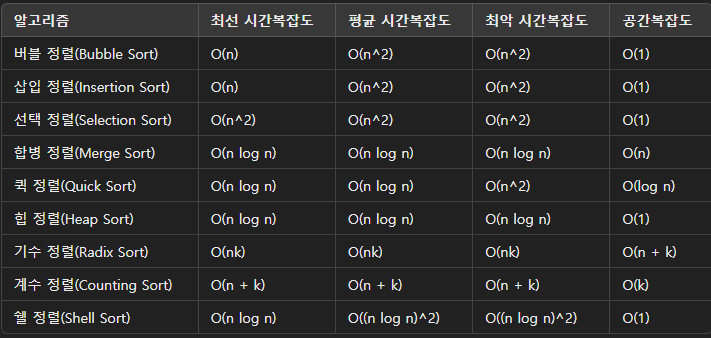 알고리즘 최선 시간복잡도 평균 시간복잡도 최악 시간복잡도 공간복잡도
버블 정렬(Bubble Sort) O(n) O(n^2) O(n^2) O(1)
삽입 정렬(Insertion Sort) O(n) O(n^2) O(n^2) O(1)
선택 정렬(Selection Sort) O(n^2) O(n^2) O(n^2) O(1)
합병 정렬(Merge Sort) O(n log n) O(n log n) O(n log n) O(n)
퀵 정렬(Quick Sort) O(n log n) O(n log n) O(n^2) O(log n)
힙 정렬(Heap Sort) O(n log n) O(n log n) O(n log n) O(1)
기수 정렬(Radix Sort) O(nk) O(nk) O(nk) O(n + k)
계수 정렬(Counting Sort) O(n + k) O(n + k) O(n + k) O(k)
쉘 정렬(Shell Sort) O(n log n) O((n log n)^2) O((n log n)^2) O(1)